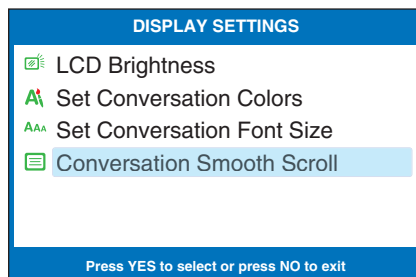 DISPLAY SETTINGS
LCD Brightness
Set Conversation Colors
AAA Set Conversation Font Size
Conversation Smooth Scroll
Press YES to select or press NO to exit